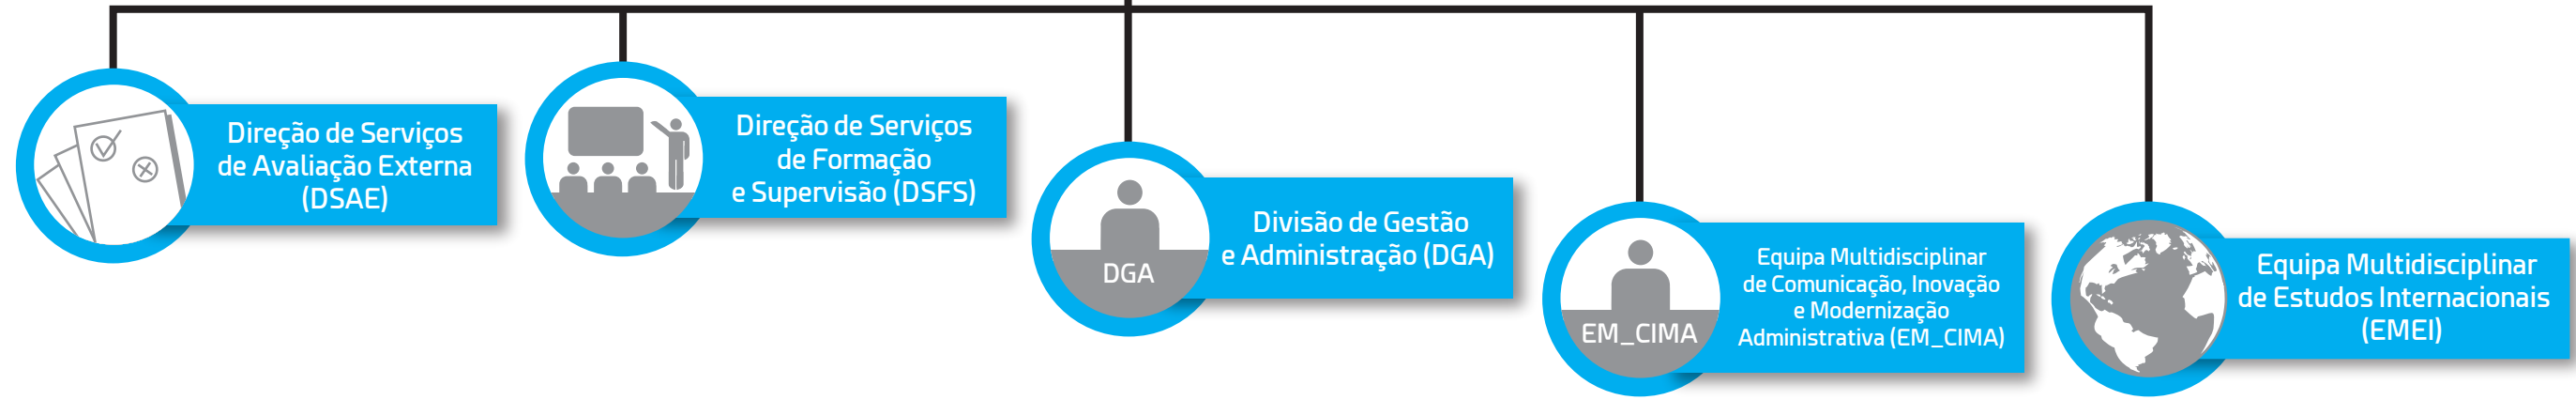 Direção de Serviços
de Avaliação Externa
(DSAE)
Direção de Serviços
de Formação
e Supervisão (DSFS)
DGA
Divisão de Gestão
e Administração (DGA)
EM_CIMA
Equipa Multidisciplinar
de Comunicação, Inovação
e Modernização
Administrativa (EM_CIMA)
Equipa Multidisciplinar
de Estudos Internacionais
(EMEI)